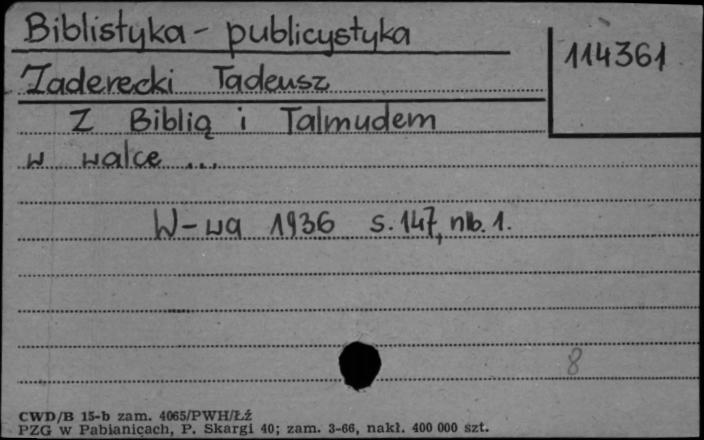 Biblistyka - publicystyka
114361
Zaderecki Tadeusz
Z Biblią i Talmudem
w walce ...
W-wa 1936 s. 147, nlb. 1.
8
CWD/B 15-b zam. 4065/PWH/Łź
PZG w Pabianicach, P. Skargi 40; zam. 3-66, nakł. 400 000 szt.